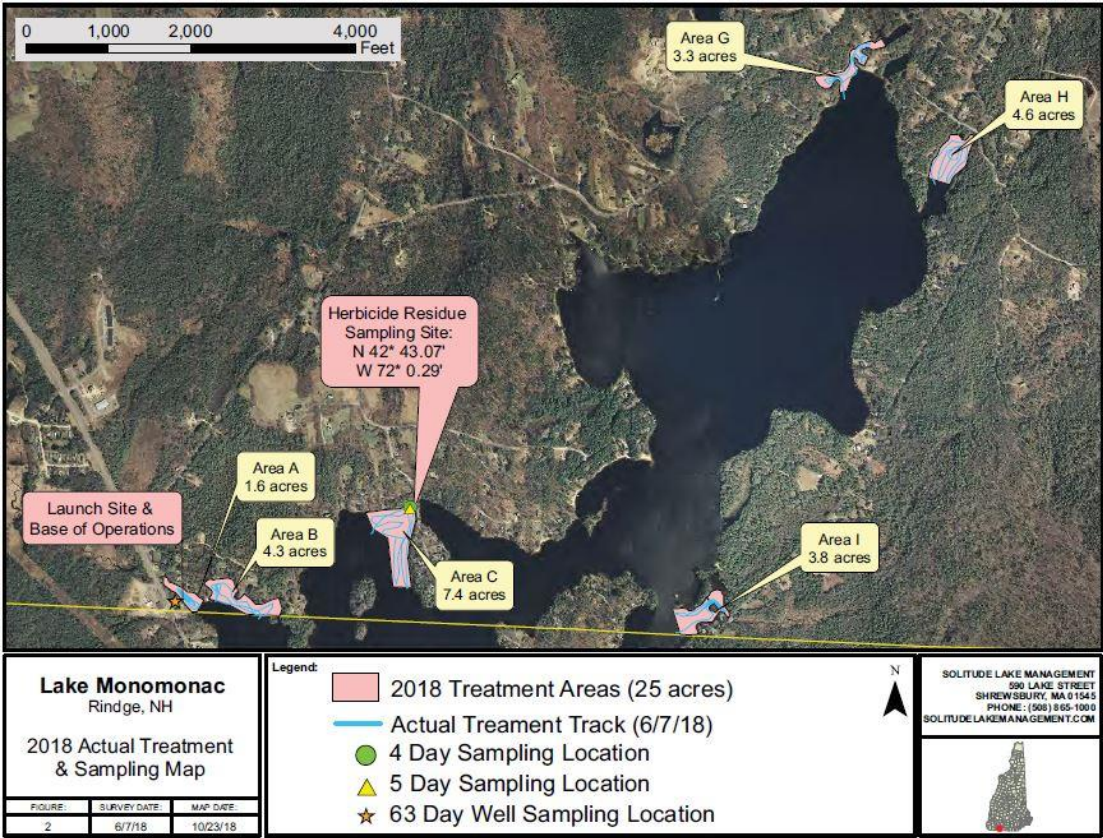 0 1,000 2,000 4,000
Feet
Area G
3.3 acres
Area H
4.6 acres
Herbicide Residue
Sampling Site:
N 42* 43.07'
W 72* 0.29'
Area A
1.6 acres
Launch Site &
Base of Operations
Area B
4.3 acres
Area C
7.4 acres
Area I
3.8 acres
Lake Monomonac
Rindge, NH
2018 Actual Treatment
& Sampling Map
FIGURE: SURVEY DATE: MAP DATE:
2 6/7/18 10/23/18
Legend:
2018 Treatment Areas (25 acres)
Actual Treament Track (6/7/18)
4 Day Sampling Location
5 Day Sampling Location
63 Day Well Sampling Location
N
SOLITUDE LAKE MANAGEMENT
590 LAKE STREET
SHREWSBURY, MA 01545
PHONE: (508) 865-1000
SOLITUDELAKEMANAGEMENT.COM